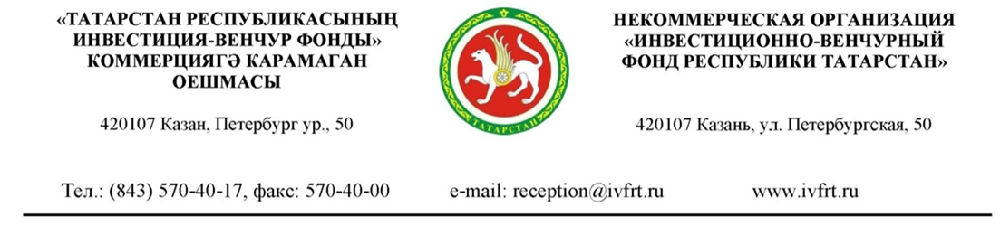 «ТАТАРСТАН РЕСПУБЛИКАСЫНЫҢ
ИНВЕСТИЦИЯ-ВЕНЧУР ФОНДЫ»
КОММЕРЦИЯГӘ КАРАМАГАН
ОЕШМАСЫ
420107 Казан, Петербург ур., 50
ТАТАРСТАН
НЕКОММЕРЧЕСКАЯ ОРГАНИЗАЦИЯ
«ИНВЕСТИЦИОННО-ВЕНЧУРНЫЙ
ФОНД РЕСПУБЛИКИ ТАТАРСТАН»
420107 Казань, ул. Петербургская, 50
Тел.: (843) 570-40-17, факс: 570-40-00 e-mail: reception@ivfrt.ru www.ivfrt.ru